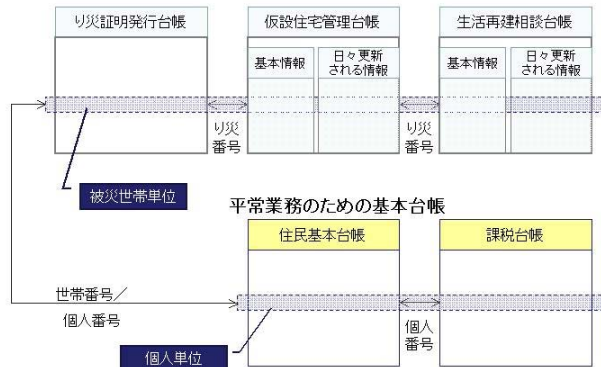 り災証明発行台帳
仮設住宅管理台帳
生活再建相談台帳
基本情報
日々更新
される情報
基本情報
日々更新
される情報
り災
番号
り災
番号
被災世帯単位
平常業務のための基本台帳
住民基本台帳
課税台帳
世帯番号／
個人番号
個人
番号
個人単位